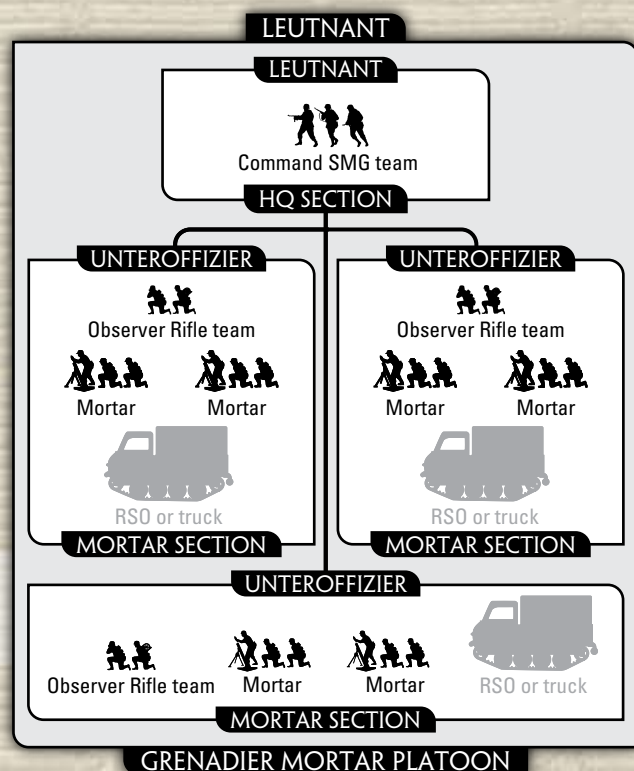 LEUTNANT
LEUTNANT
Command SMG team
HQ SECTION
UNTEROFFIZIER
Observer Rifle team
Mortar Mortar
RSO or truck
MORTAR SECTION
UNTEROFFIZIER
Observer Rifle team
Mortar Mortar
RSO or truck
MORTAR SECTION
UNTEROFFIZIER
Observer Rifle team Mortar Mortar RSO or truck
MORTAR SECTION
GRENADIER MORTAR PLATOON